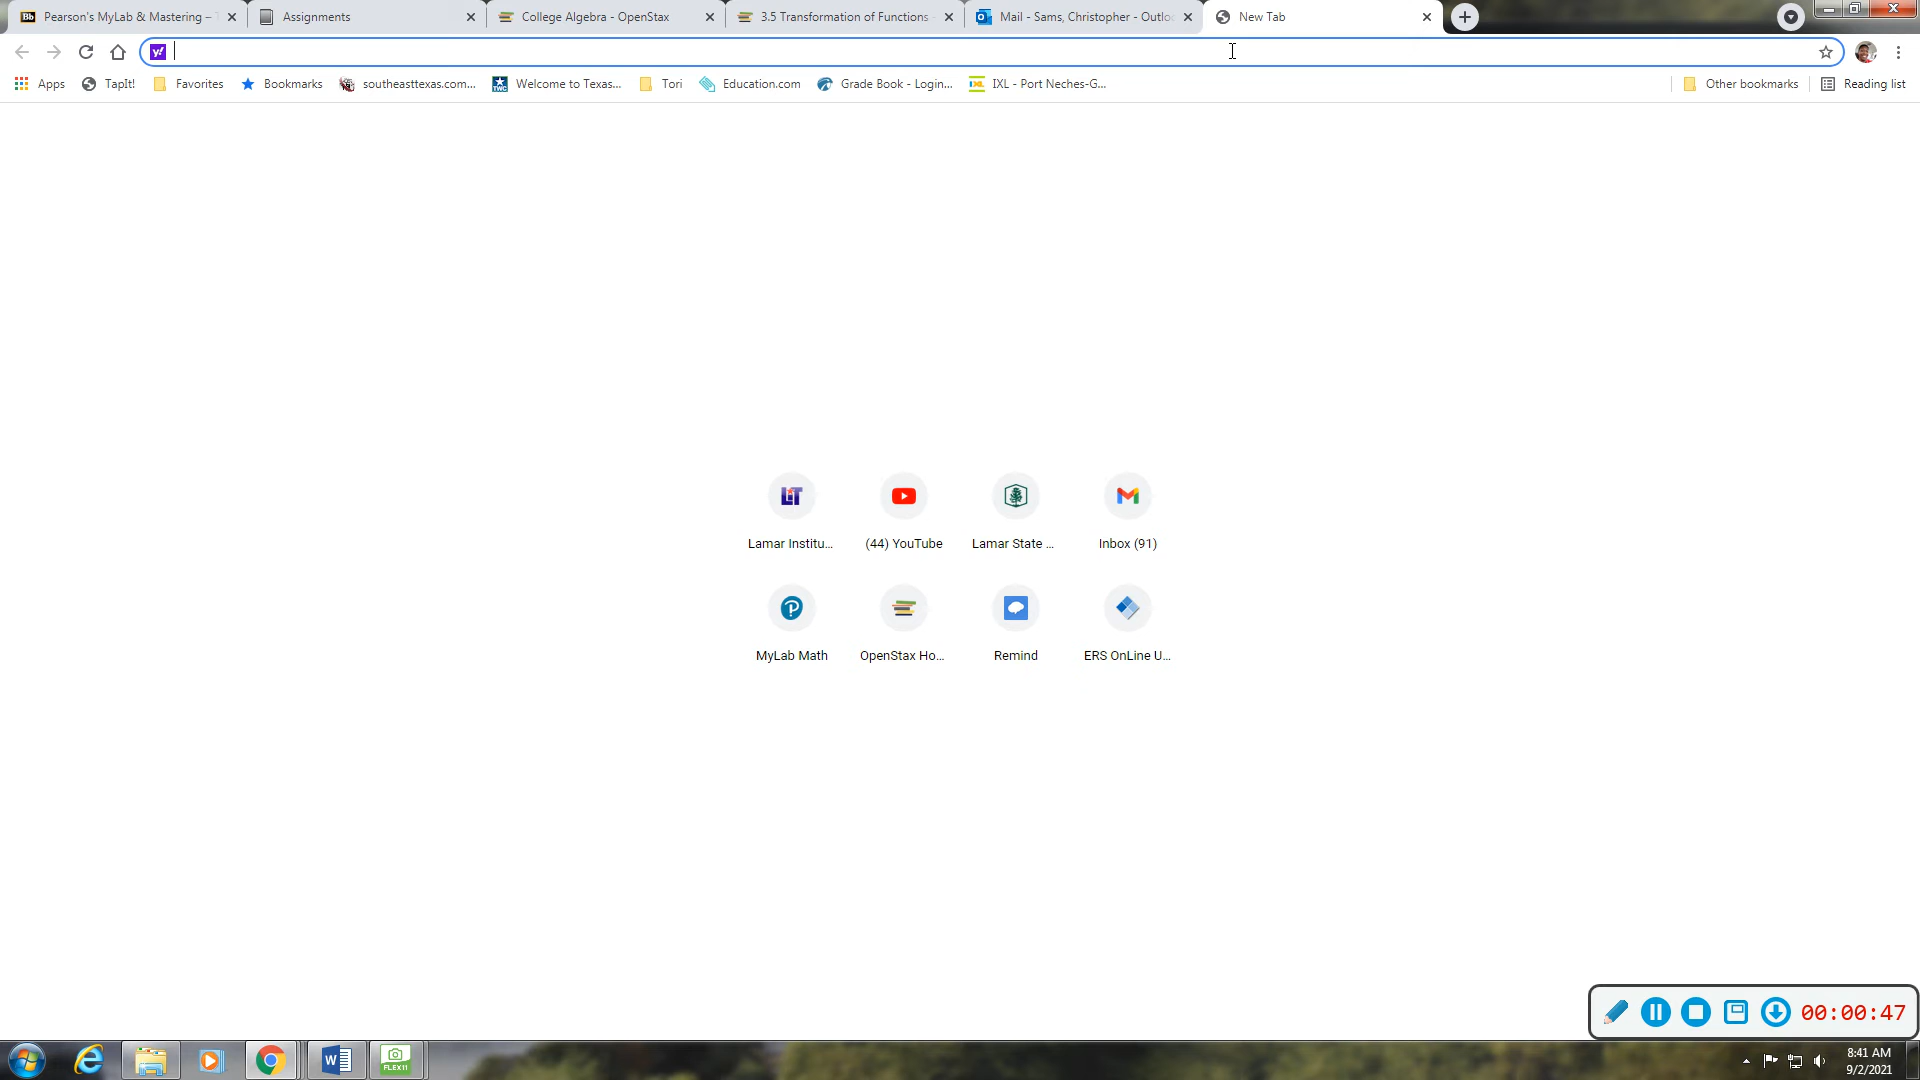 Pearson's MyLab & Mastering –
Assignments
College Algebra - OpenStax
3.5 Transformation of Functions
Mail - Sams, Christopher - Outlo
New Tab
Apps
TapIt!
Favorites
Bookmarks
southeasttexas.com...
Welcome to Texas...
Tori
Education.com
Grade Book - Login...
IXL - Port Neches-G...
Other bookmarks
Reading list
Lamar Institu...
(44) YouTube
Lamar State ...
Inbox (91)
MyLab Math
OpenStax Ho...
Remind
ERS OnLine U...
00:00:47
FLEX11
8:41 AM
9/2/2021